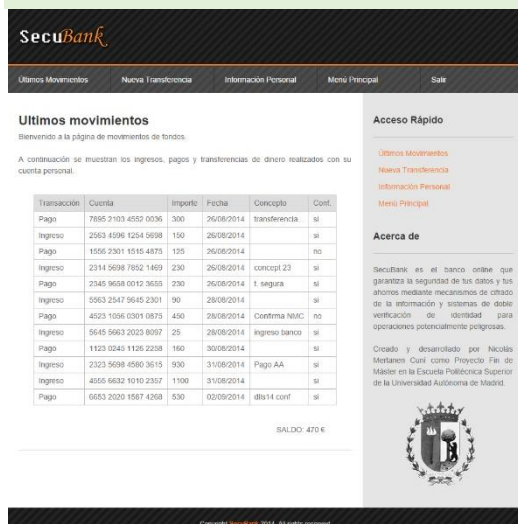 SecuBank
Últimos Movimientos Nueva Transferencia Información Personal Menú Principal Salir
Ultimos movimientos
Bienvenido a la página de movimientos de fondos.
A continuación se muestran los ingresos, pagos y transferencias de dinero realizados con su
cuenta personal.
Transacción Cuenta Importe Fecha Concepto Conf.
Pago 7895 2103 4552 0036 300 26/08/2014 transferencia. si
Ingreso 2563 4596 1254 5698 150 26/08/2014 si
Pago 1556 2301 1515 4875 125 26/08/2014 no
Ingreso 2314 5698 7852 1469 230 26/08/2014 concept 23 si
Pago 2345 9658 0012 3655 230 26/08/2014 t. segura si
Ingreso 5563 2547 9645 2301 90 28/08/2014 si
Pago 4523 1056 0301 0875 450 28/08/2014 Confirma NMC no
Ingreso 5645 5663 2023 8097 25 28/08/2014 ingreso banco si
Pago 1123 0245 1126 2258 160 30/08/2014 si
Ingreso 2323 5698 4580 3615 930 31/08/2014 Pago AA si
Ingreso 4555 6632 1010 2357 1100 31/08/2014 si
Pago 6653 2020 1587 4268 530 02/09/2014 dlls14 conf si
SALDO: 470 €
Acceso Rápido
Últimos Movimientos
Nueva Transferencia
Información Personal
Menú Principal
Acerca de
SecuBank es el banco online que
garantiza la seguridad de tus datos y tus
ahorros mediante mecanismos de cifrado
de la información y sistemas de doble
verificación de identidad para
operaciones potencialmente peligrosas.
Creado y desarrollado por Nicolás
Mertanen Cuní como Proyecto Fin de
Máster en la Escuela Politécnica Superior
de la Universidad Autónoma de Madrid.
Copyright SecuBank 2014. All rights reserved.